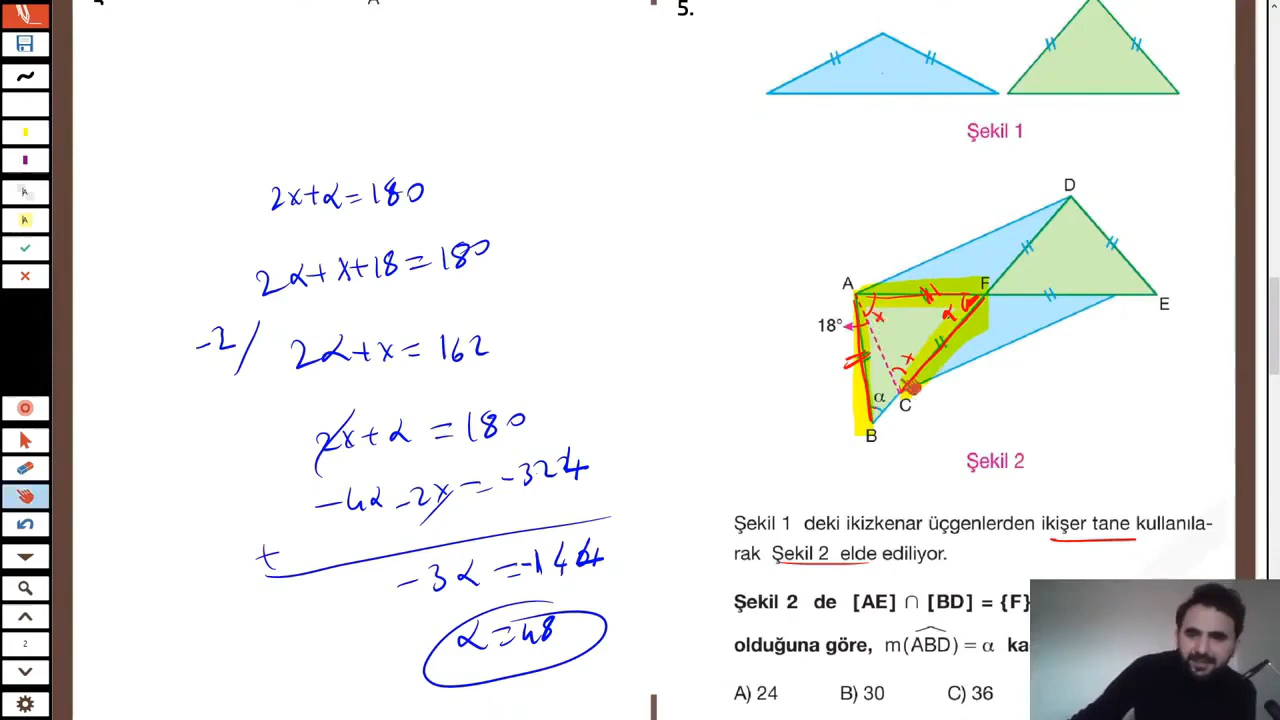 2x+α=180
2α+x+18=180
-2/ 2α+x=162
2x+α=180
-4α-2x=-324
+
-3α=-144
α=48
2
5.
Şekil 1
D
A
F
E
18°
x
α
x
α
C
B
Şekil 2
Şekil 1 deki ikizkenar üçgenlerden ikişer tane kullanıla-
rak Şekil 2 elde ediliyor.
Şekil 2 de [AE] ∩ [BD] = {F}
olduğuna göre, m(ABD) = α ka
A) 24 B) 30 C) 36